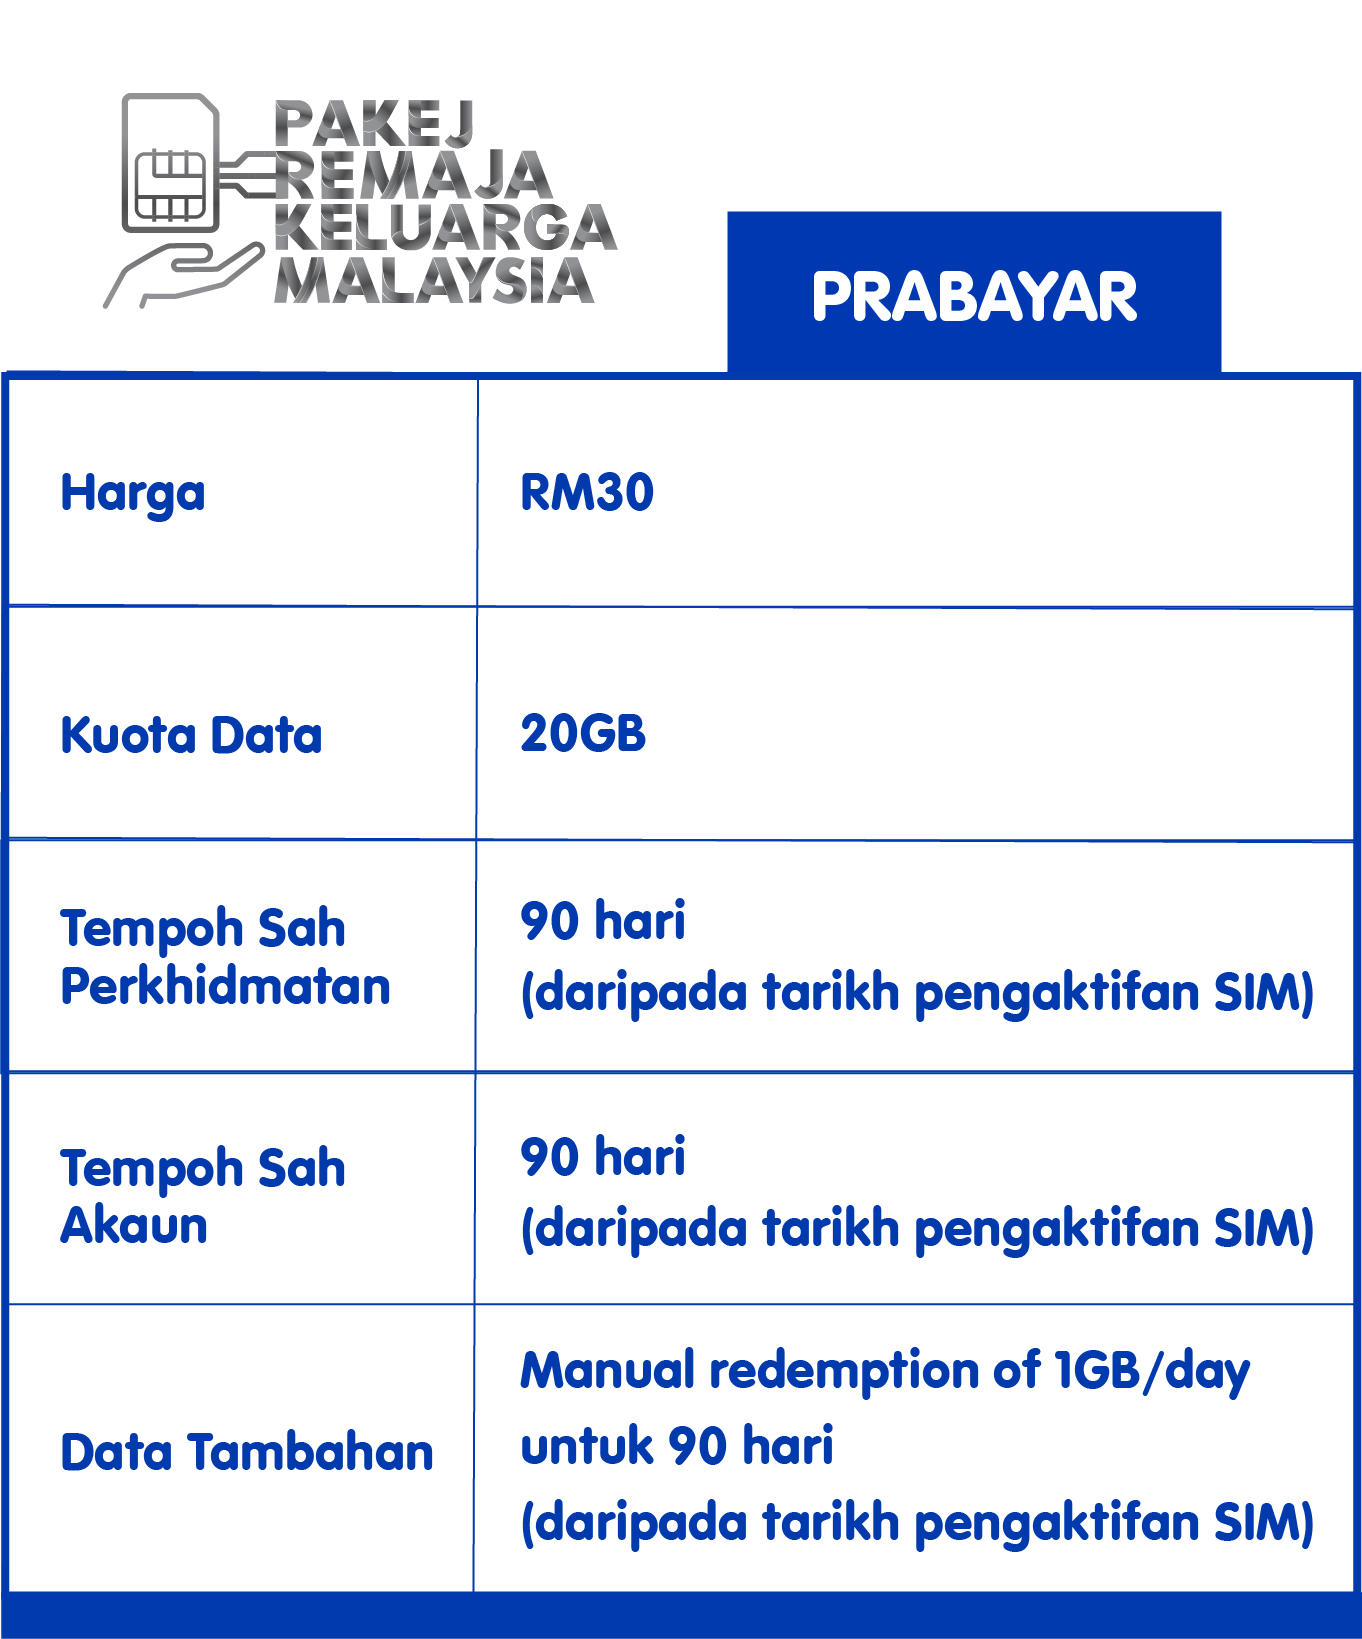 PAKEJ
REMAJA
KELUARGA
MALAYSIA
PRABAYAR
Harga
RM30
Kuota Data
20GB
Tempoh Sah
Perkhidmatan
90 hari
(daripada tarikh pengaktifan SIM)
Tempoh Sah
Akaun
90 hari
(daripada tarikh pengaktifan SIM)
Data Tambahan
Manual redemption of 1GB/day
untuk 90 hari
(daripada tarikh pengaktifan SIM)